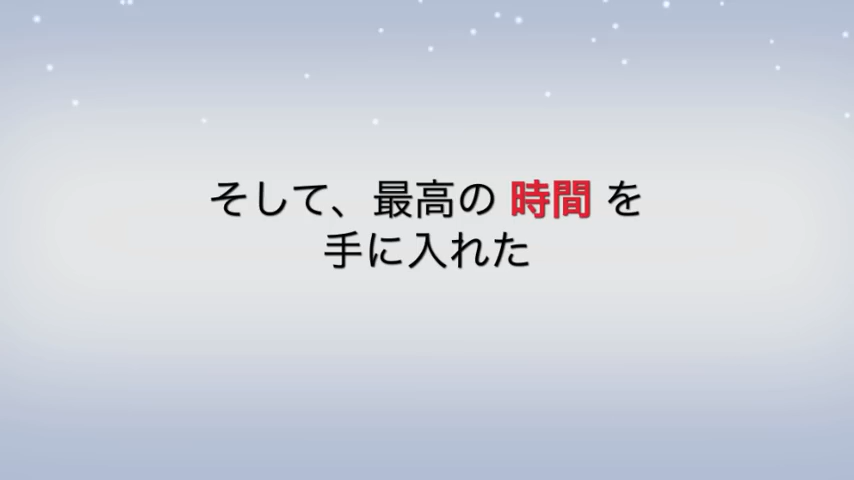 そして、最高の 時間 を
手に入れた